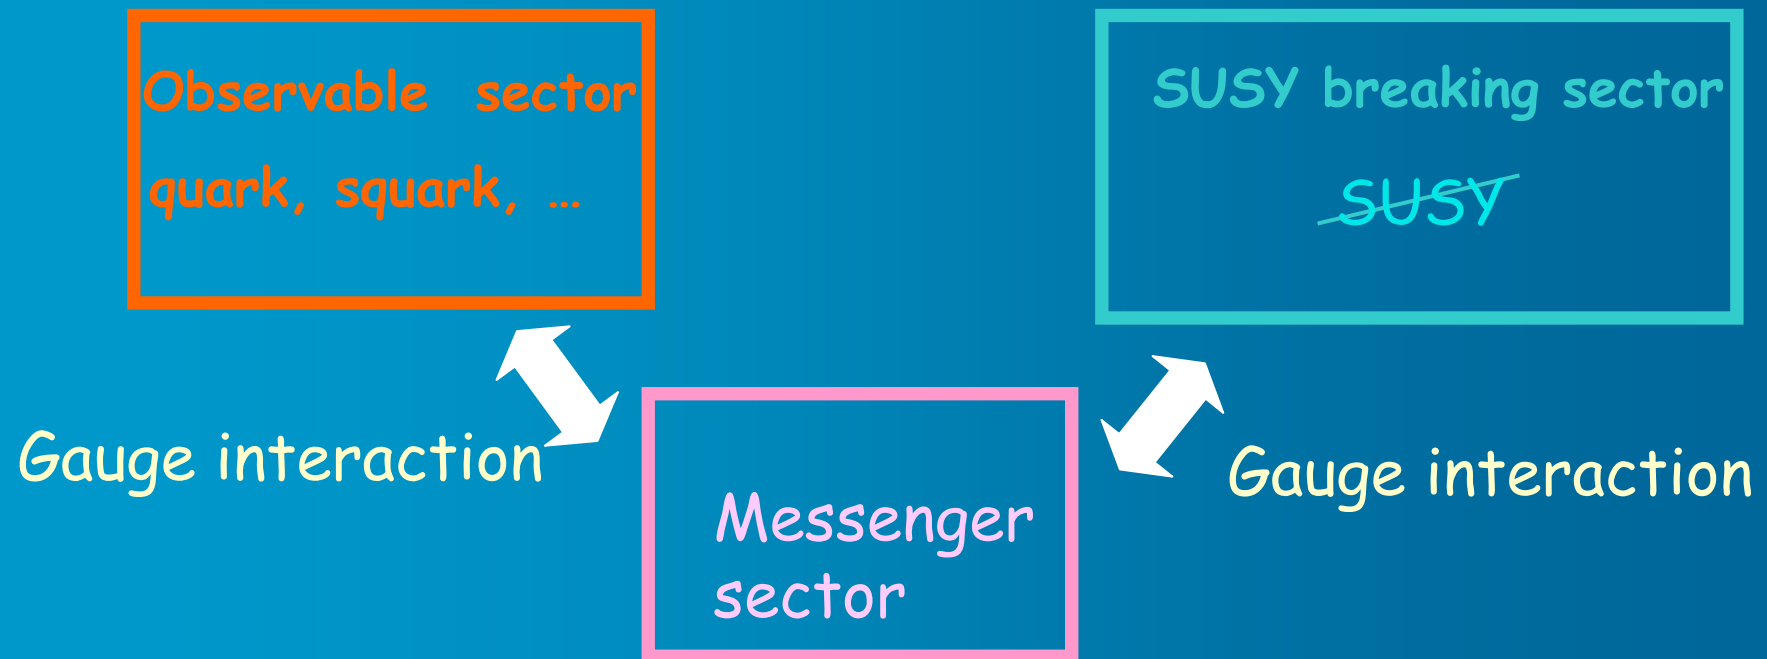 Observable sector
quark, squark, …
SUSY breaking sector
SUSY
Gauge interaction
Gauge interaction
Messenger
sector